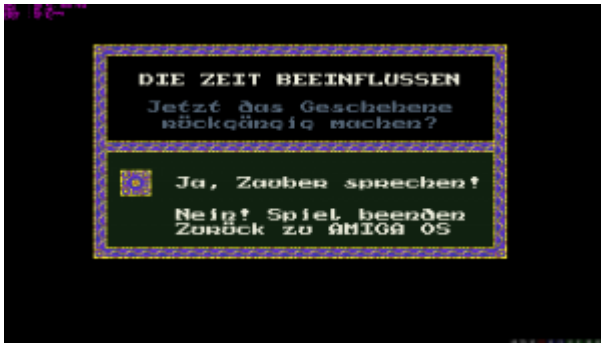 DIE ZEIT BEEINFLUSSEN
Jetzt das Geschehene
rückgängig machen?
Ja, Zauber sprechen!
Nein! Spiel beenden
Zurück zu AMIGA OS